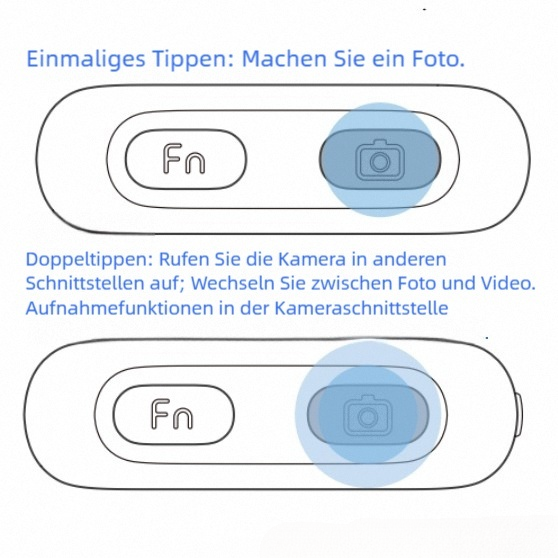 Einmaliges Tippen: Machen Sie ein Foto.
Fn
Doppeltippen: Rufen Sie die Kamera in anderen
Schnittstellen auf; Wechseln Sie zwischen Foto und Video.
Aufnahmefunktionen in der Kameraschnittstelle
Fn